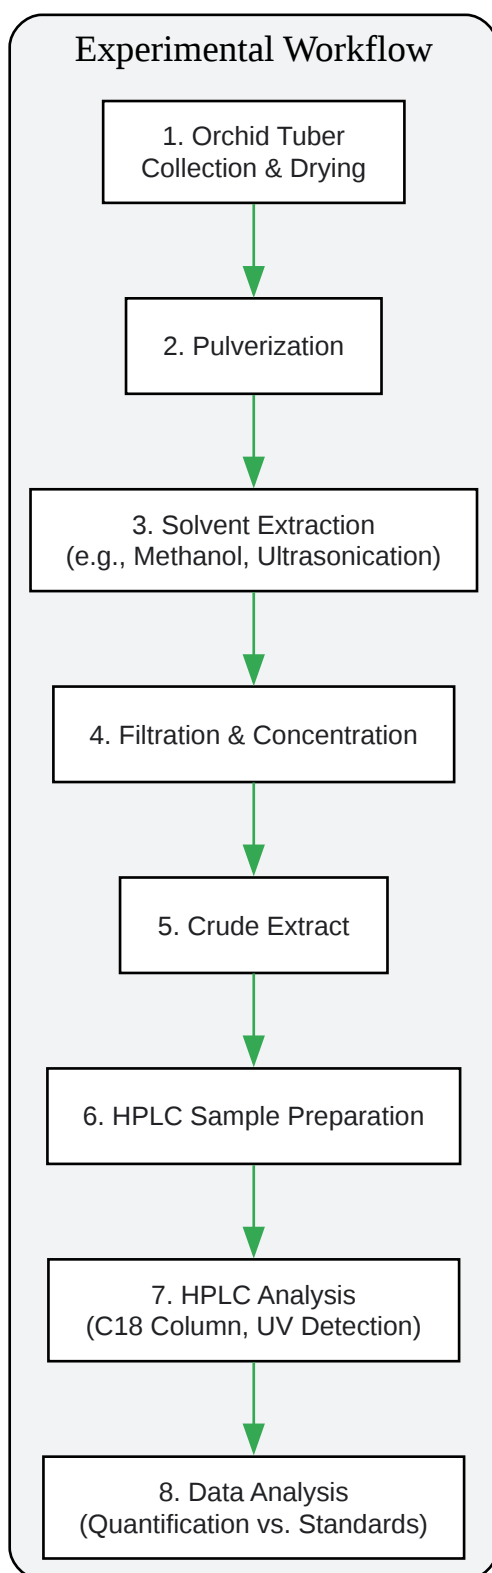 Experimental Workflow
1. Orchid Tuber
Collection & Drying
2. Pulverization
3. Solvent Extraction
(e.g., Methanol, Ultrasonication)
4. Filtration & Concentration
5. Crude Extract
6. HPLC Sample Preparation
7. HPLC Analysis
(C18 Column, UV Detection)
8. Data Analysis
(Quantification vs. Standards)